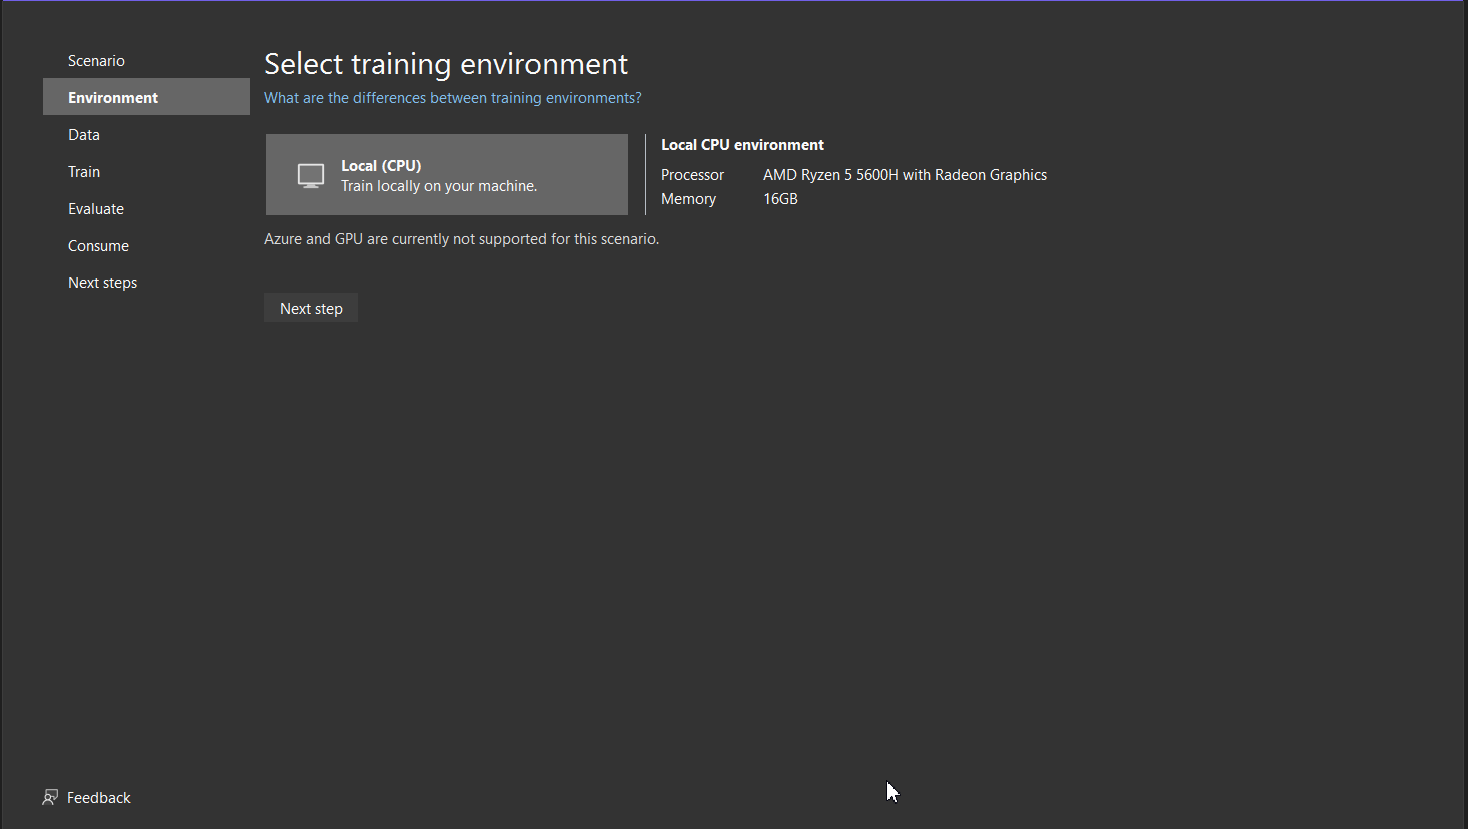 Scenario
Environment
Data
Train
Evaluate
Consume
Next steps
Select training environment
What are the differences between training environments?
Local (CPU)
Train locally on your machine.
Local CPU environment
Processor AMD Ryzen 5 5600H with Radeon Graphics
Memory 16GB
Azure and GPU are currently not supported for this scenario.
Next step
Feedback